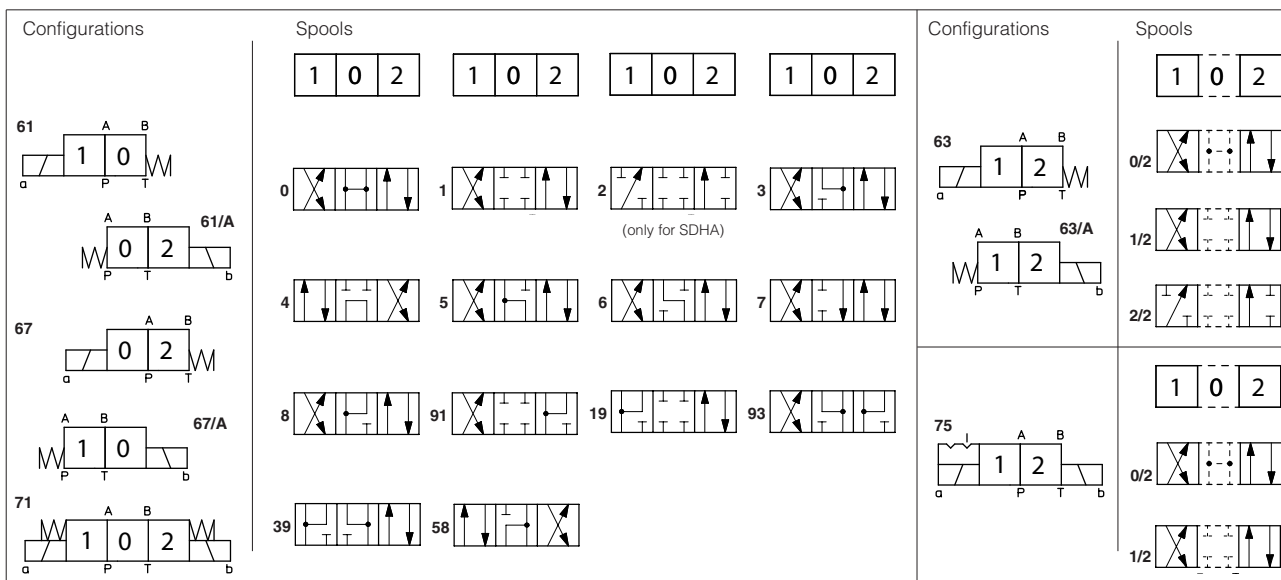 Configurations
Spools
1 0 2
1 0 2
1 0 2
1 0 2
61
A B
1 0
a P T
61/A
A B
0 2
P T b
67
A B
0 2
a P T
67/A
A B
1 0
P T b
71
A B
1 0 2
a P T b
0
1
2
(only for SDHA)
3
4
5
6
7
8
91
19
93
39
58
Configurations
Spools
1 0 2
63
A B
1 2
a P T
63/A
A B
1 2
P T b
0/2
1/2
2/2
75
A B
1 2
a P T b
1 0 2
0/2
1/2